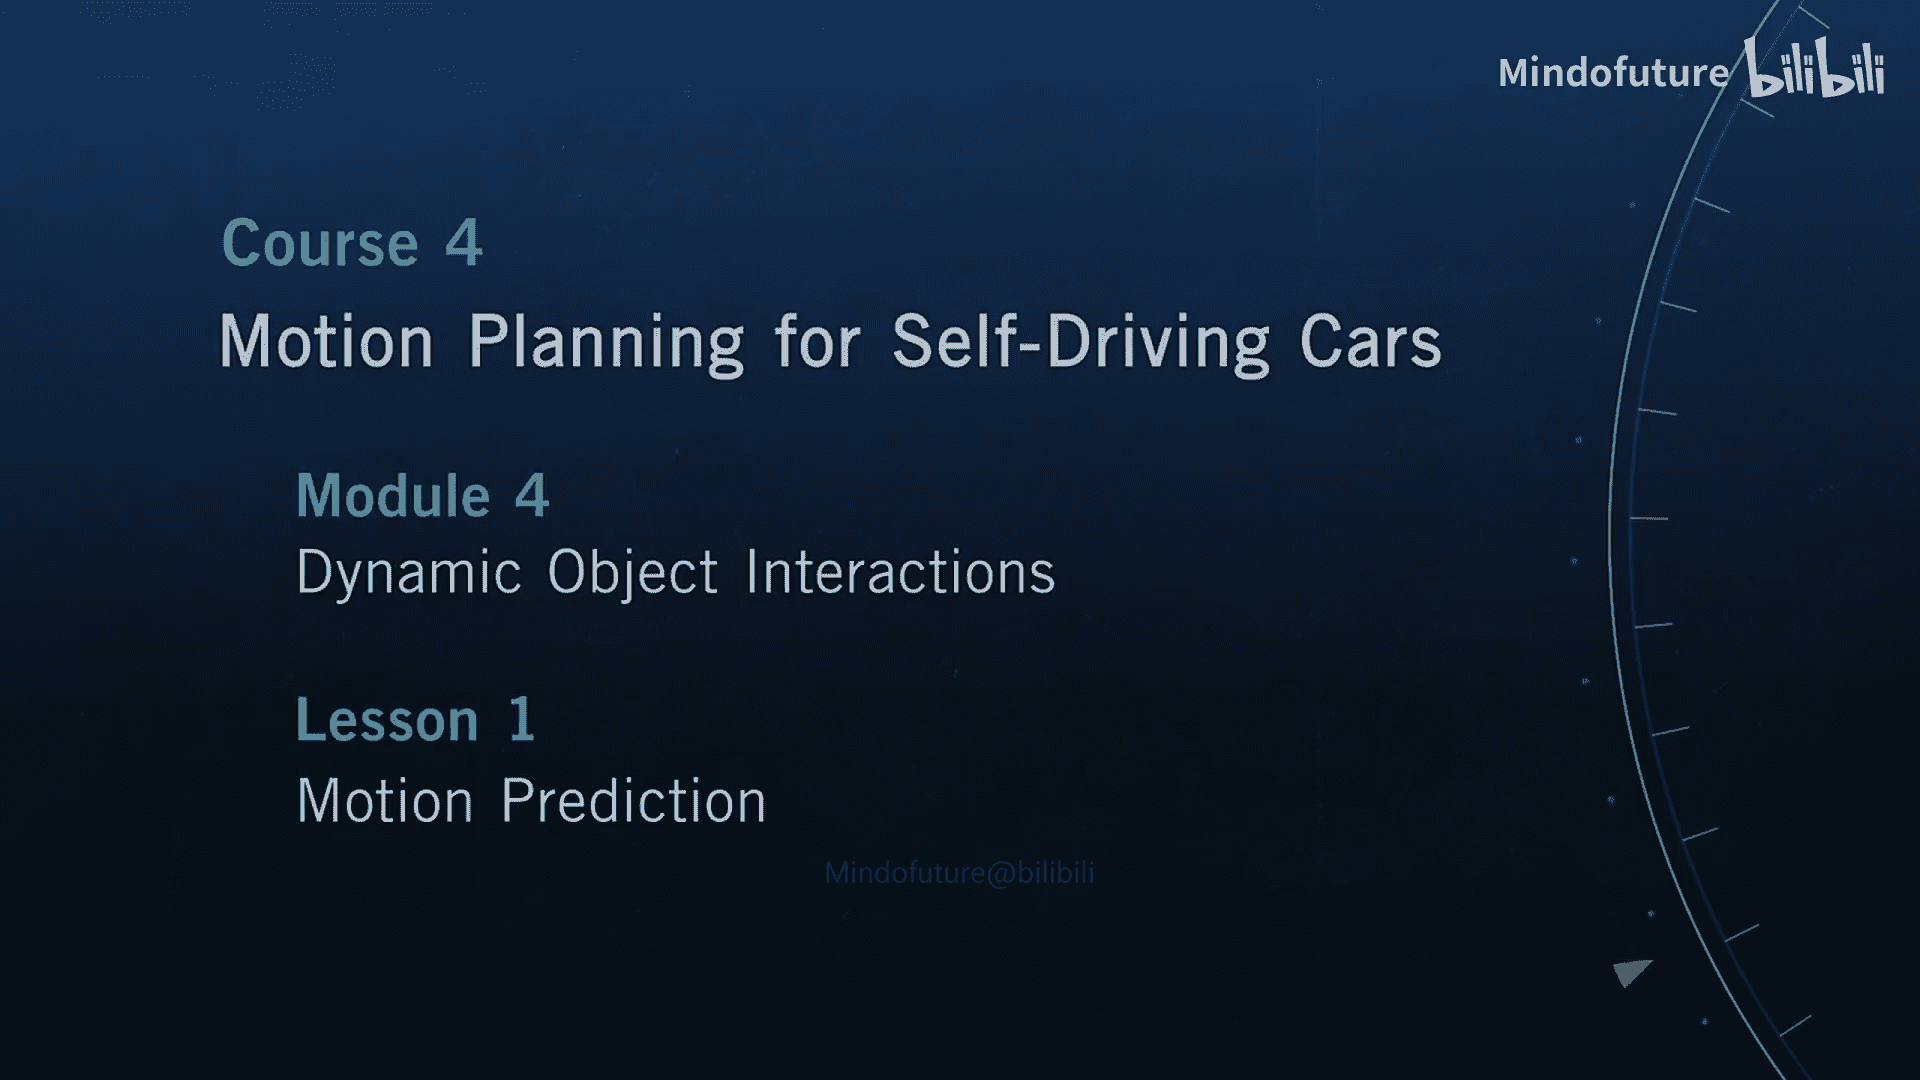 Mindofuture bilibili
Course 4
Motion Planning for Self-Driving Cars
Module 4
Dynamic Object Interactions
Lesson 1
Motion Prediction
Mindofuture@bilibili